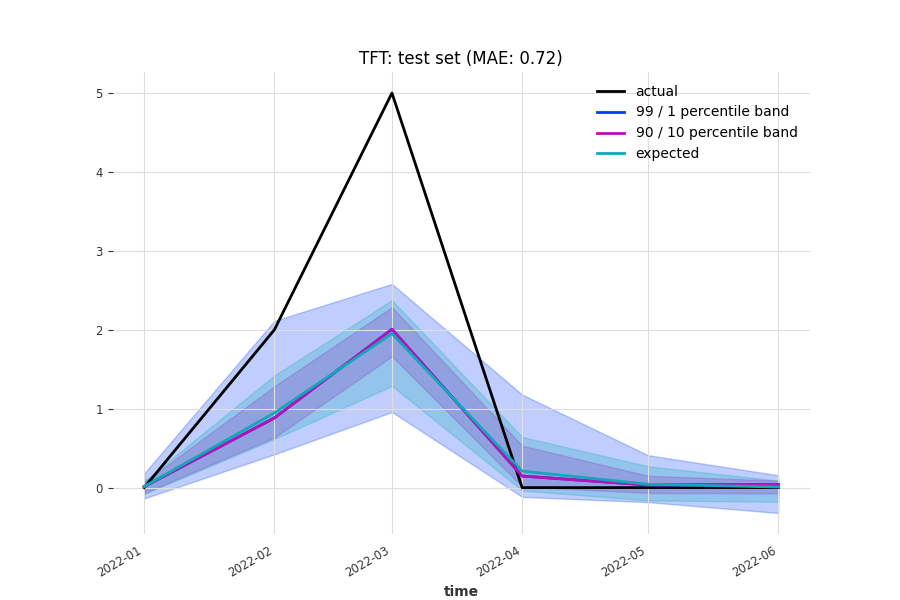 TFT: test set (MAE: 0.72)
actual
99 / 1 percentile band
90 / 10 percentile band
expected
5
4
3
2
1
0
2022-01
2022-02
2022-03
2022-04
2022-05
2022-06
time